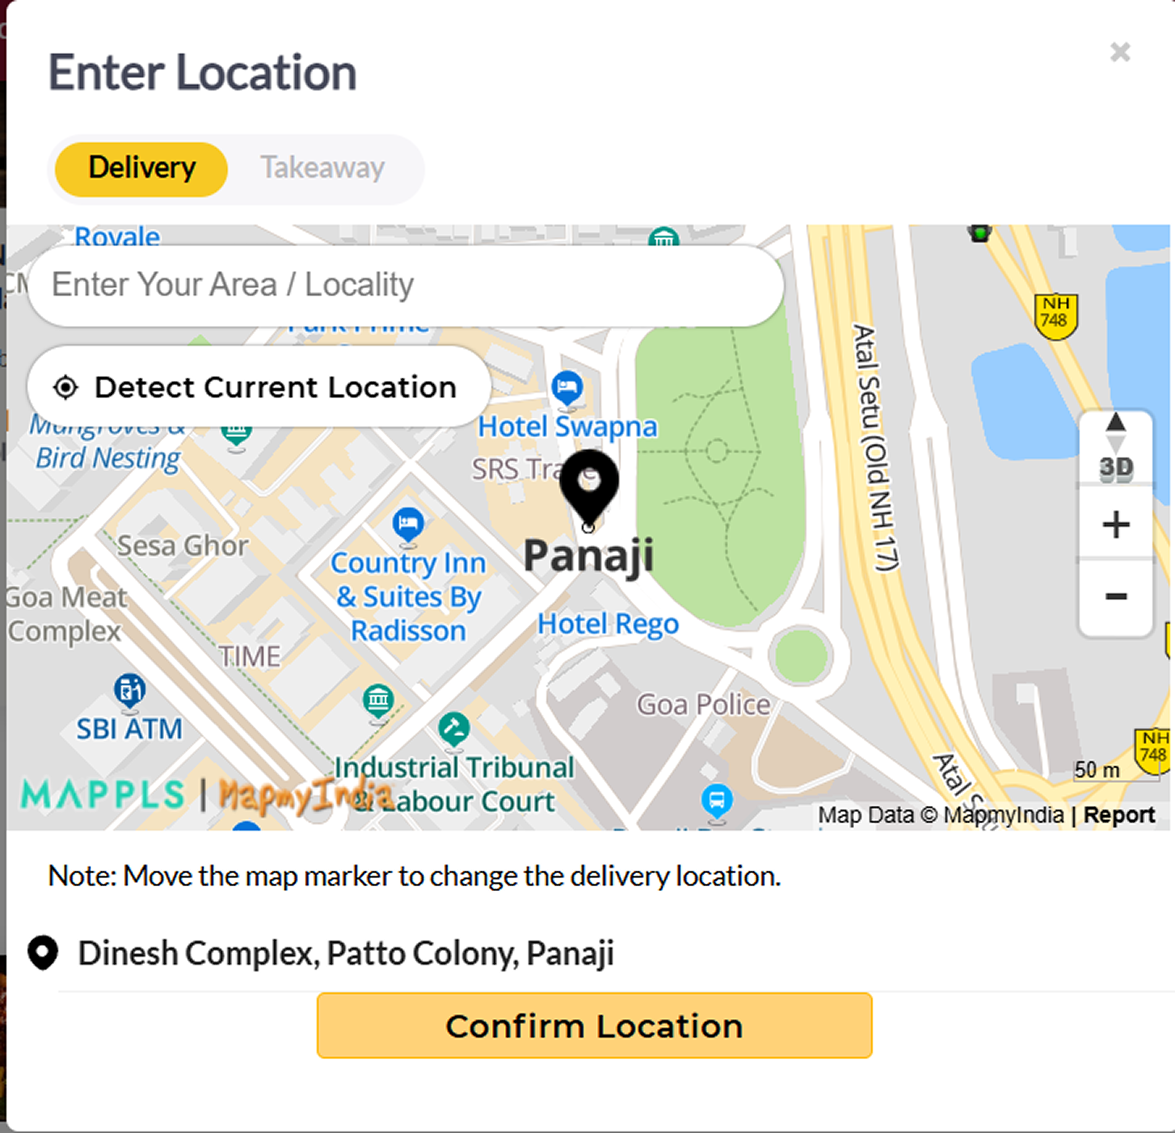 Enter Location
×
Delivery
Takeaway
Royale
Enter Your Area / Locality
NH
748
Park Prime
Detect Current Location
Mangroves &
Bird Nesting
Hotel Swapna
SRS
Atal Setu (Old NH 17)
3D
+
-
Sesa Ghor
Country Inn
& Suites By
Radisson
Panaji
Goa Meat
Complex
Hotel Rego
TIME
SBI ATM
Goa Police
NH
748
Industrial Tribunal
& Labour Court
MAPPLS | MapmyIndia
50 m
Atal
Map Data © MapmyIndia | Report
Note: Move the map marker to change the delivery location.
Dinesh Complex, Patto Colony, Panaji
Confirm Location